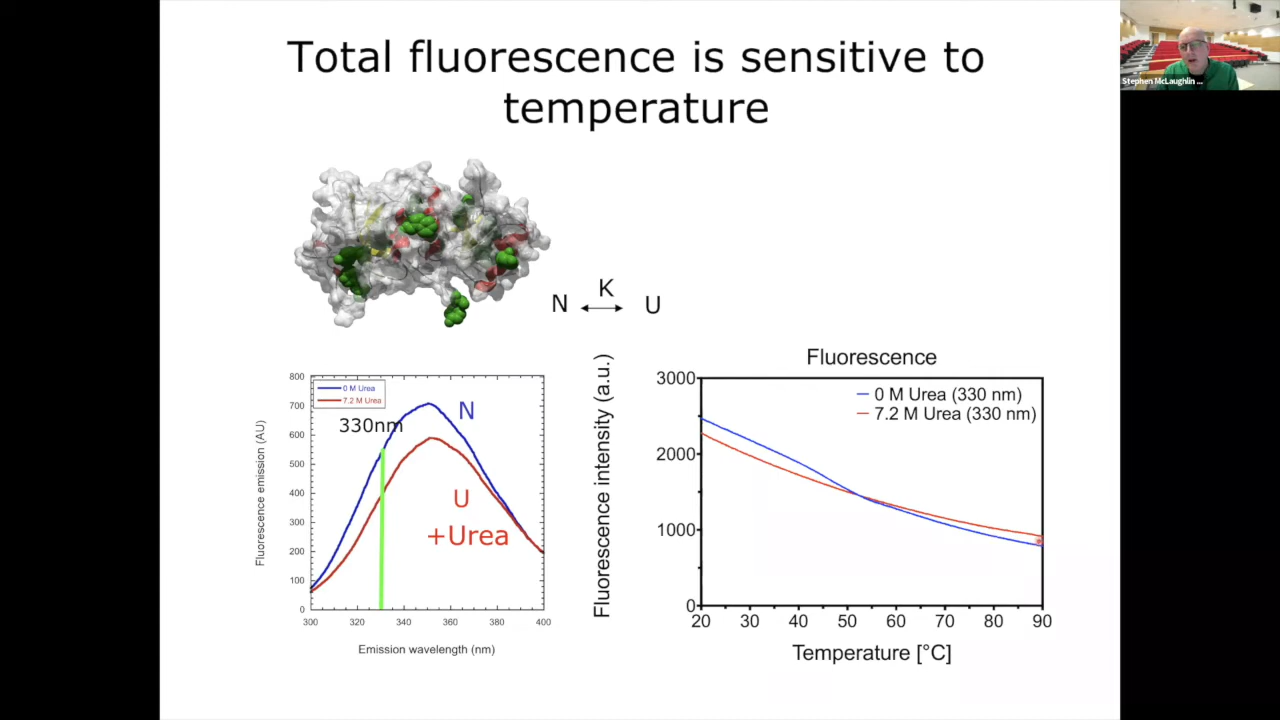 Total fluorescence is sensitive to
temperature
Stephen McLaughlin ...
N K U
800
700
600
500
400
300
200
100
0
0 M Urea
7.2 M Urea
330nm
N
U
+Urea
Fluorescence emission (AU)
300 320 340 360 380 400
Emission wavelength (nm)
Fluorescence
Fluorescence intensity (a.u.)
3000
2000
1000
0
0 M Urea (330 nm)
7.2 M Urea (330 nm)
20 30 40 50 60 70 80 90
Temperature [°C]